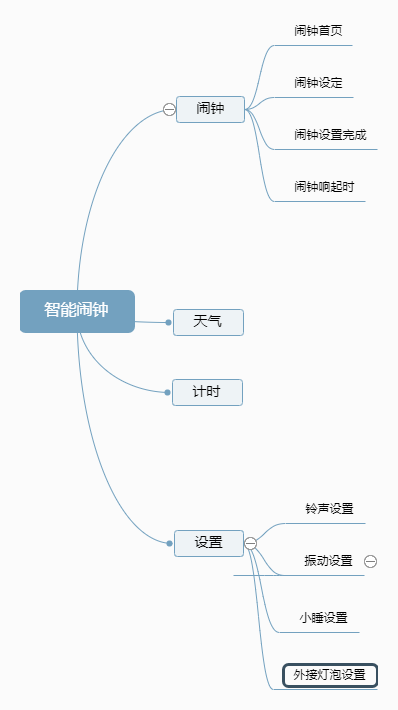 闹钟首页
闹钟设定
闹钟
闹钟设置完成
闹钟响起时
智能闹钟
天气
计时
铃声设置
设置
振动设置
小睡设置
外接灯泡设置